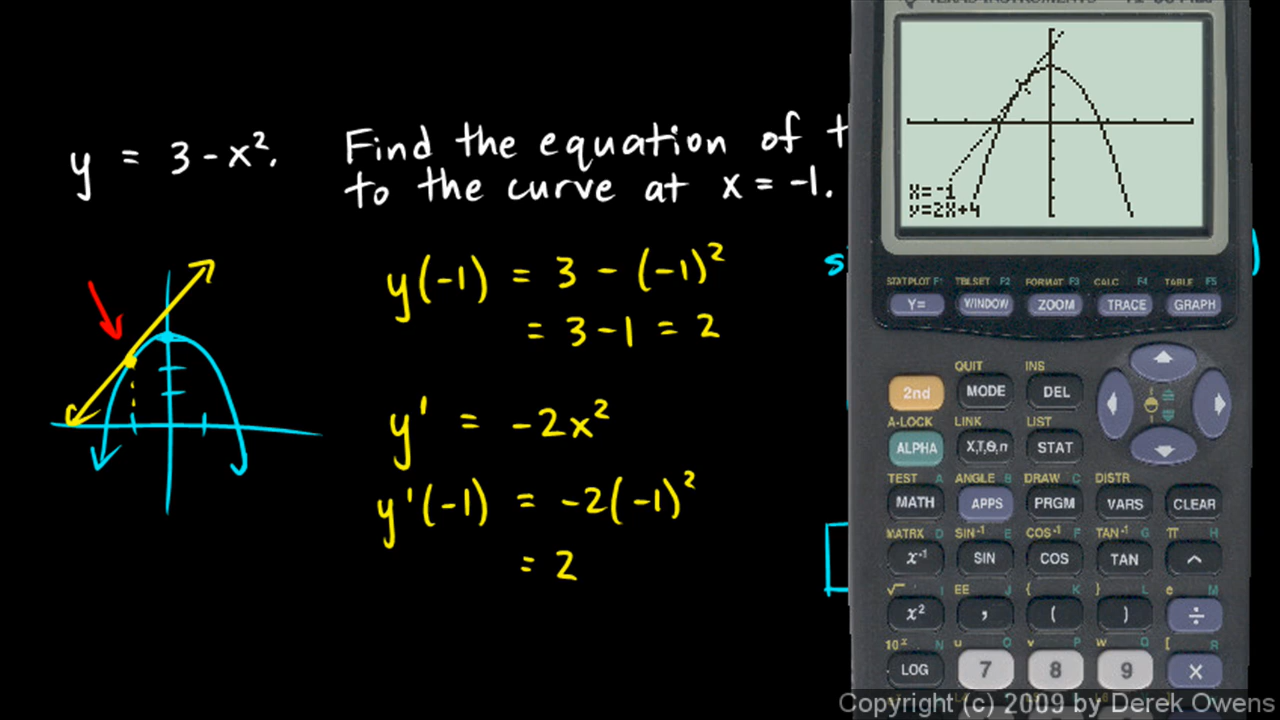 y = 3 - x². Find the equation of t
to the curve at x = -1.
y(-1) = 3 - (-1)²
= 3 - 1 = 2
y' = -2x²
y'(-1) = -2(-1)²
= 2
s
)
TEXAS INSTRUMENTS
X=-1
y=2X+4
STATPLOT F1 TBLSET F2 FORMAT F3 CALC F4 TABLE F5
Y= WINDOW ZOOM TRACE GRAPH
QUIT INS
2nd MODE DEL
A-LOCK LINK LIST
ALPHA X,T,Θ,n STAT
TEST A ANGLE B DRAW C DISTR
MATH APPS PRGM VARS CLEAR
MATRX D SIN⁻¹ E COS⁻¹ F TAN⁻¹ G π H
x⁻¹ SIN COS TAN ^
√ I EE J { K } L e M
x² , ( ) ÷
10ˣ N u O v P w Q [ R
LOG 7 8 9 ×
Copyright (c) 2009 by Derek Owens